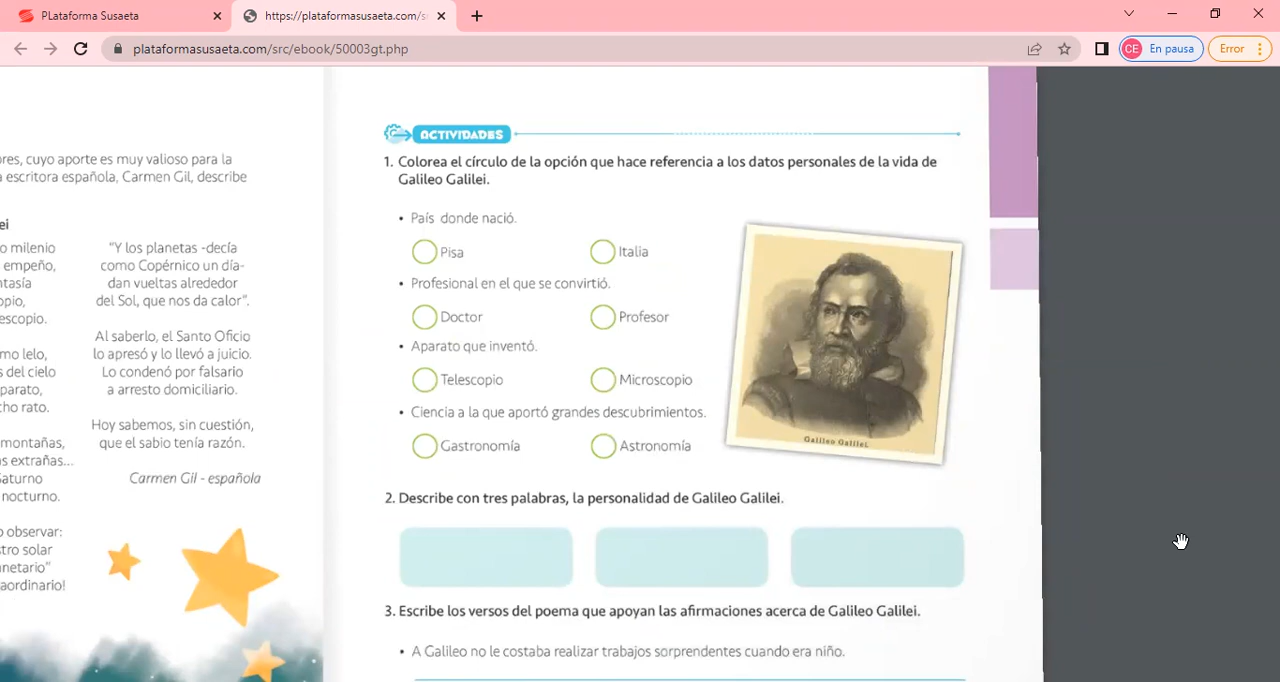 PLataforma Susaeta
https://plataformasusaeta.com/s
plataformasusaeta.com/src/ebook/50003gt.php
CE
En pausa
Error
res, cuyo aporte es muy valioso para la
escritora española, Carmen Gil, describe
ei
o milenio
empeño,
ntasía
opio,
escopio.
mo lelo,
s del cielo
parato,
cho rato.
montañas,
as extrañas...
Saturno
nocturno.
o observar:
stro solar
anetario"
aordinario!
"Y los planetas -decía
como Copérnico un día-
dan vueltas alrededor
del Sol, que nos da calor".
Al saberlo, el Santo Oficio
lo apresó y lo llevó a juicio.
Lo condenó por falsario
a arresto domiciliario.
Hoy sabemos, sin cuestión,
que el sabio tenía razón.
Carmen Gil - española
ACTIVIDADES
1. Colorea el círculo de la opción que hace referencia a los datos personales de la vida de
Galileo Galilei.
• País donde nació.
Pisa Italia
• Profesional en el que se convirtió.
Doctor Profesor
• Aparato que inventó.
Telescopio Microscopio
• Ciencia a la que aportó grandes descubrimientos.
Gastronomía Astronomía
Galileo Galilei.
2. Describe con tres palabras, la personalidad de Galileo Galilei.
3. Escribe los versos del poema que apoyan las afirmaciones acerca de Galileo Galilei.
• A Galileo no le costaba realizar trabajos sorprendentes cuando era niño.